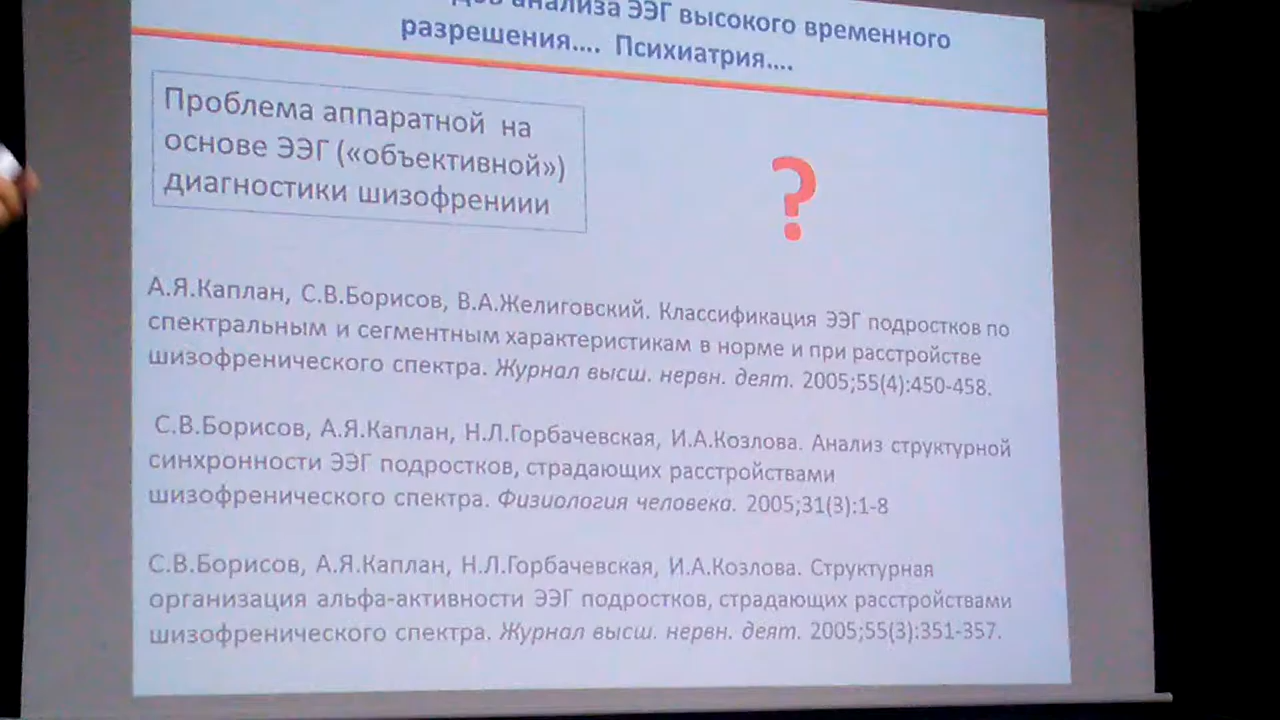 анализа ЭЭГ высокого временного
разрешения.... Психиатрия....
Проблема аппаратной на
основе ЭЭГ («объективной»)
диагностики шизофрениии
?
А.Я.Каплан, С.В.Борисов, В.А.Желиговский. Классификация ЭЭГ подростков по
спектральным и сегментным характеристикам в норме и при расстройстве
шизофренического спектра. Журнал высш. нервн. деят. 2005;55(4):450-458.
С.В.Борисов, А.Я.Каплан, Н.Л.Горбачевская, И.А.Козлова. Анализ структурной
синхронности ЭЭГ подростков, страдающих расстройствами
шизофренического спектра. Физиология человека. 2005;31(3):1-8
С.В.Борисов, А.Я.Каплан, Н.Л.Горбачевская, И.А.Козлова. Структурная
организация альфа-активности ЭЭГ подростков, страдающих расстройствами
шизофренического спектра. Журнал высш. нервн. деят. 2005;55(3):351-357.